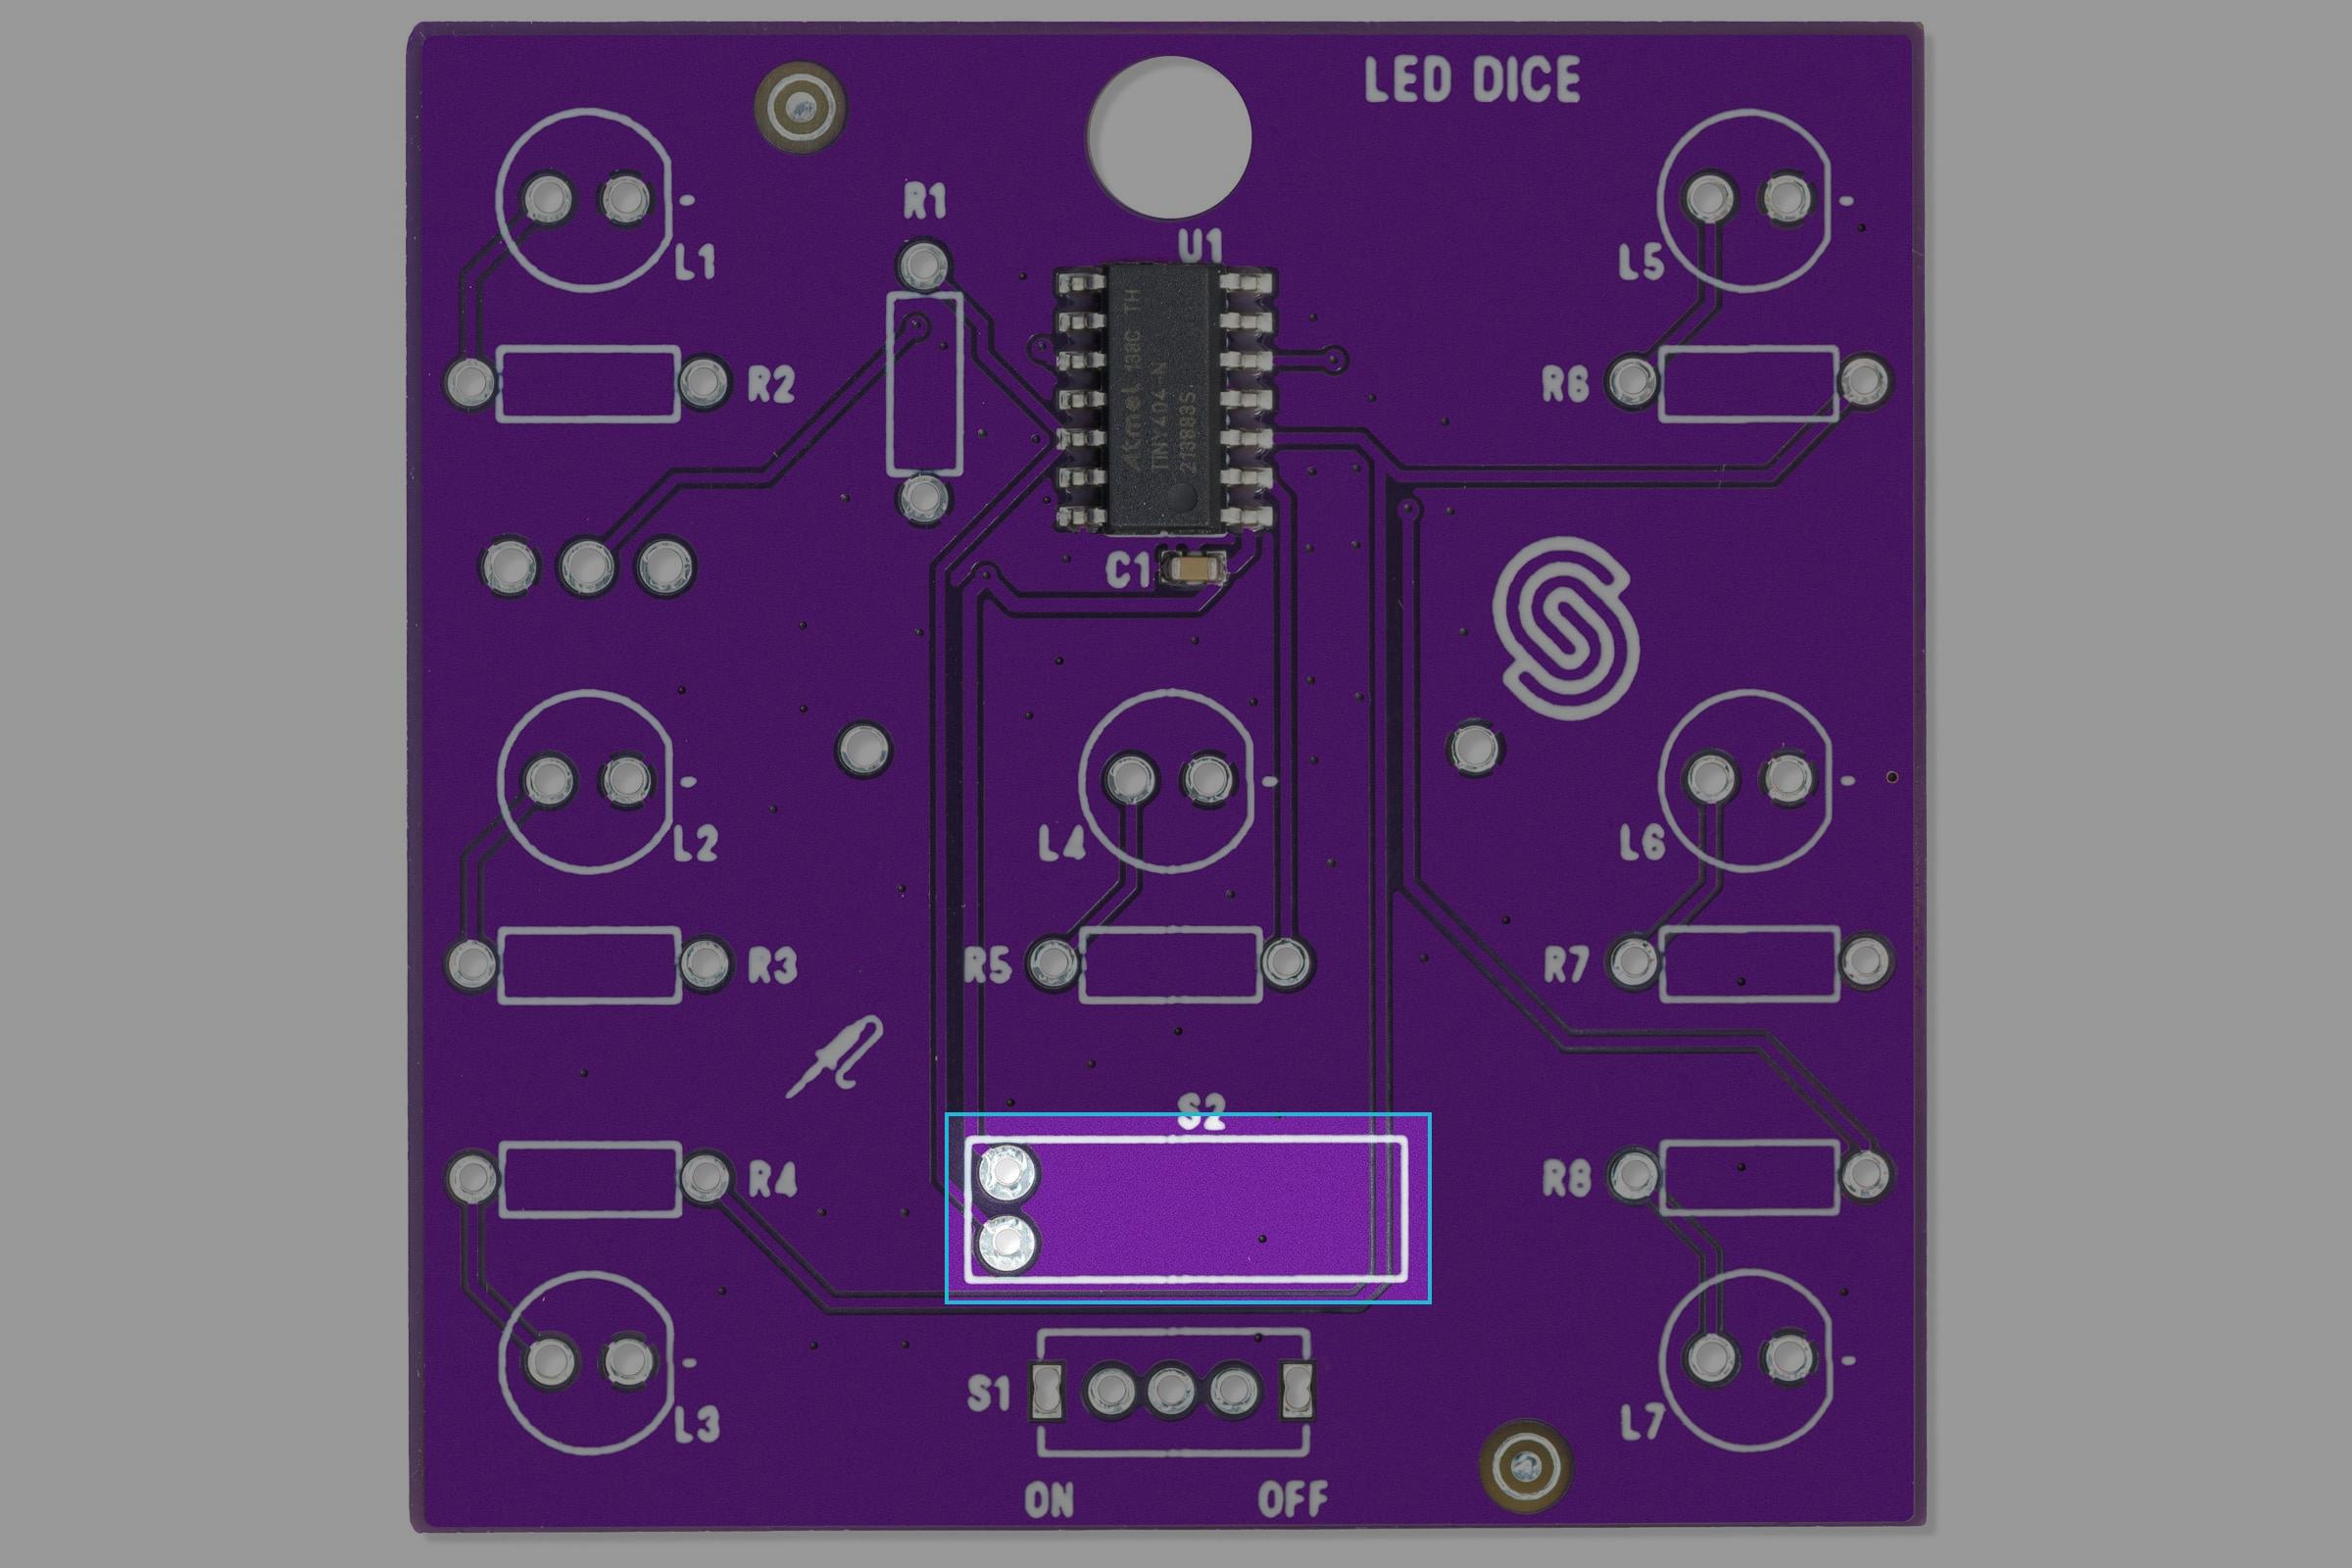 LED DICE
R1
U1
L1
L5
R2
R6
Atmel 138C TH
TINY404-N
C1
L2
L4
L6
R3
R5
R7
S2
R4
R8
S1
L3
L7
ON OFF